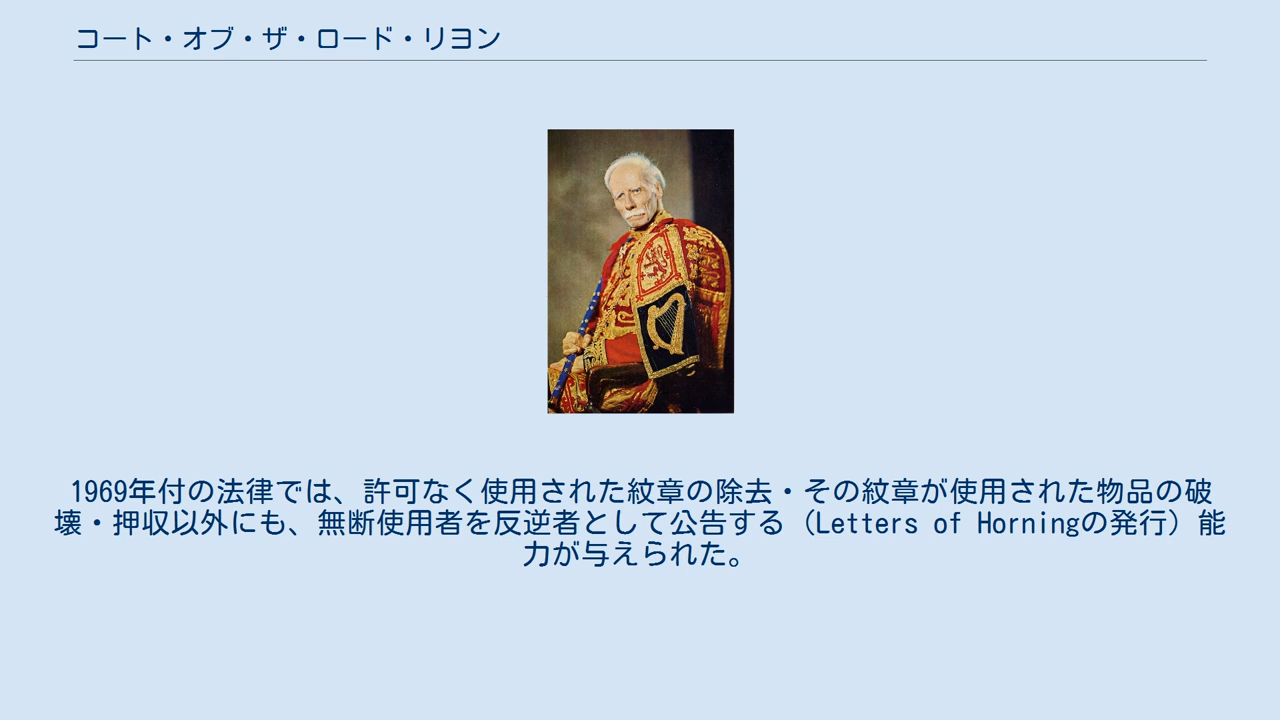 コート・オブ・ザ・ロード・リヨン
1969年付の法律では、許可なく使用された紋章の除去・その紋章が使用された物品の破
壊・押収以外にも、無断使用者を反逆者として公告する（Letters of Horningの発行）能
力が与えられた。